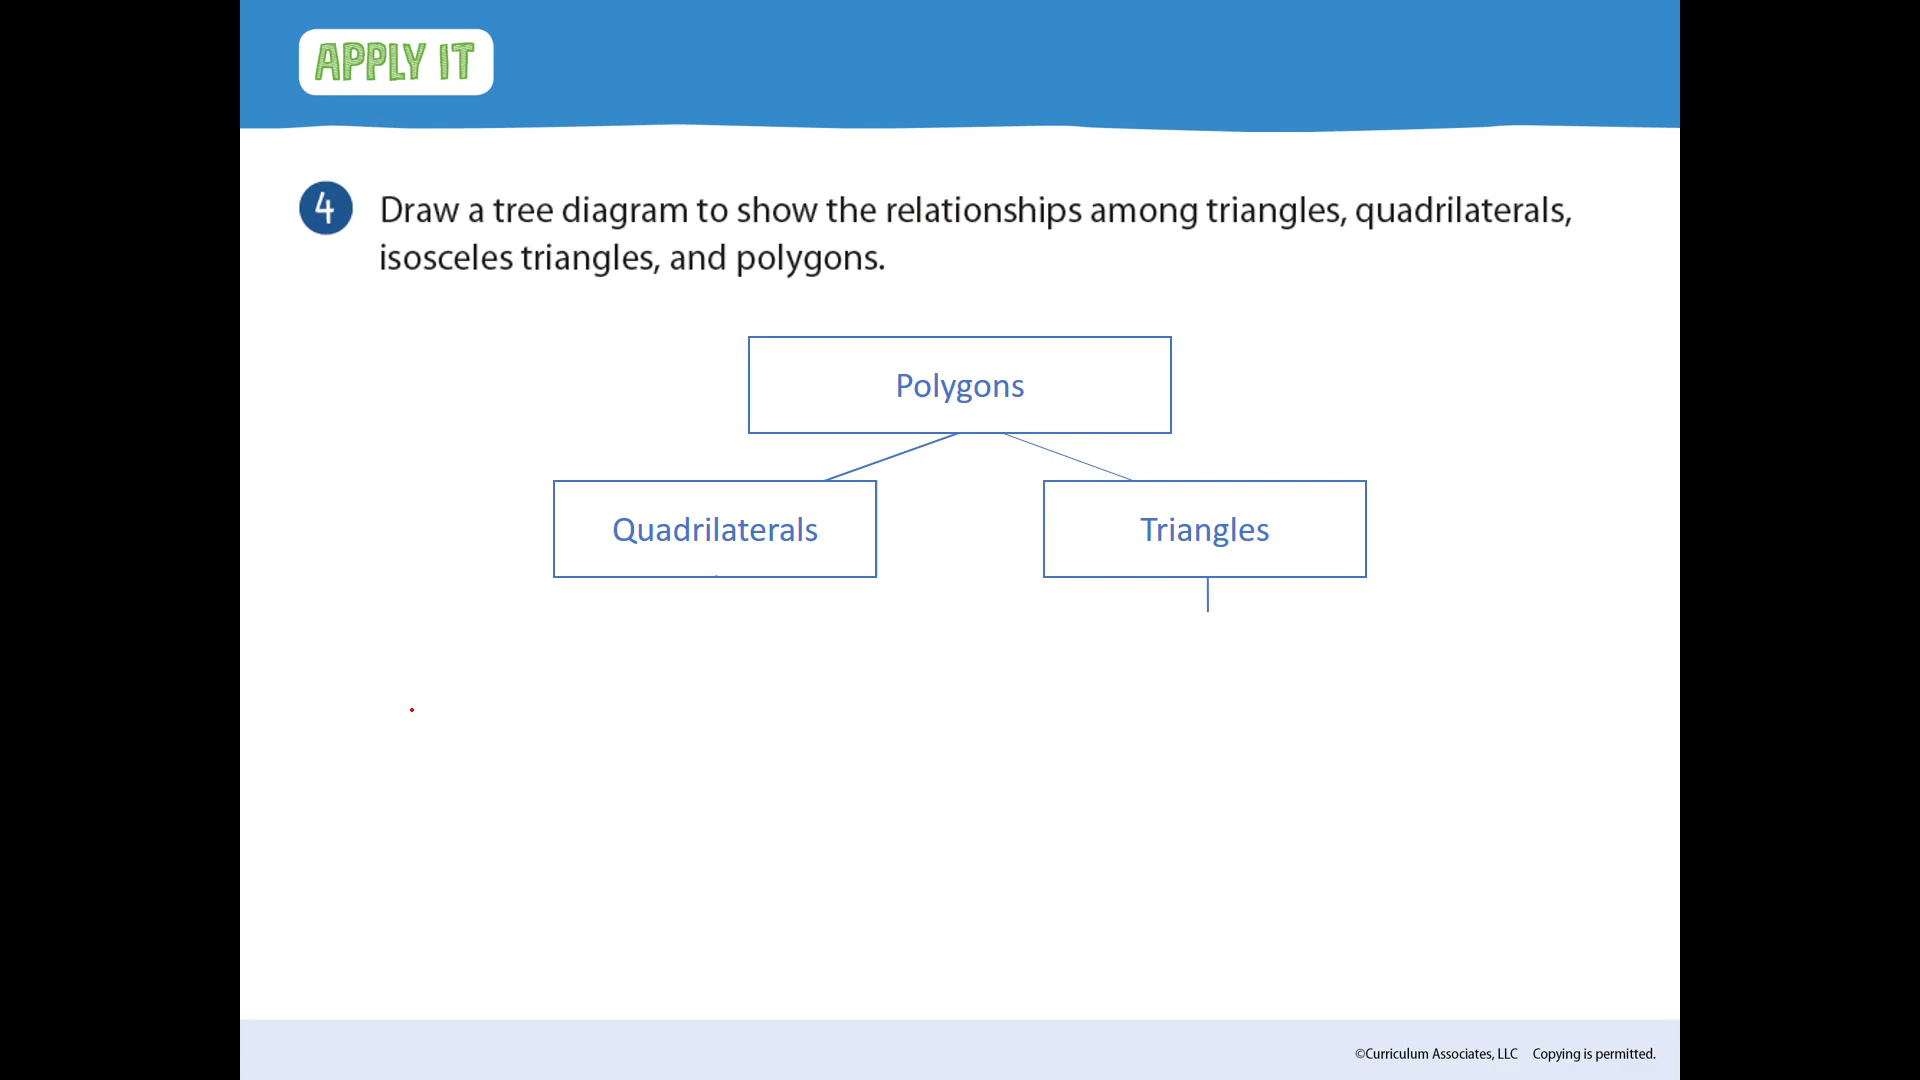 APPLY IT
4
Draw a tree diagram to show the relationships among triangles, quadrilaterals,
isosceles triangles, and polygons.
Polygons
Quadrilaterals
Triangles
©Curriculum Associates, LLC Copying is permitted.